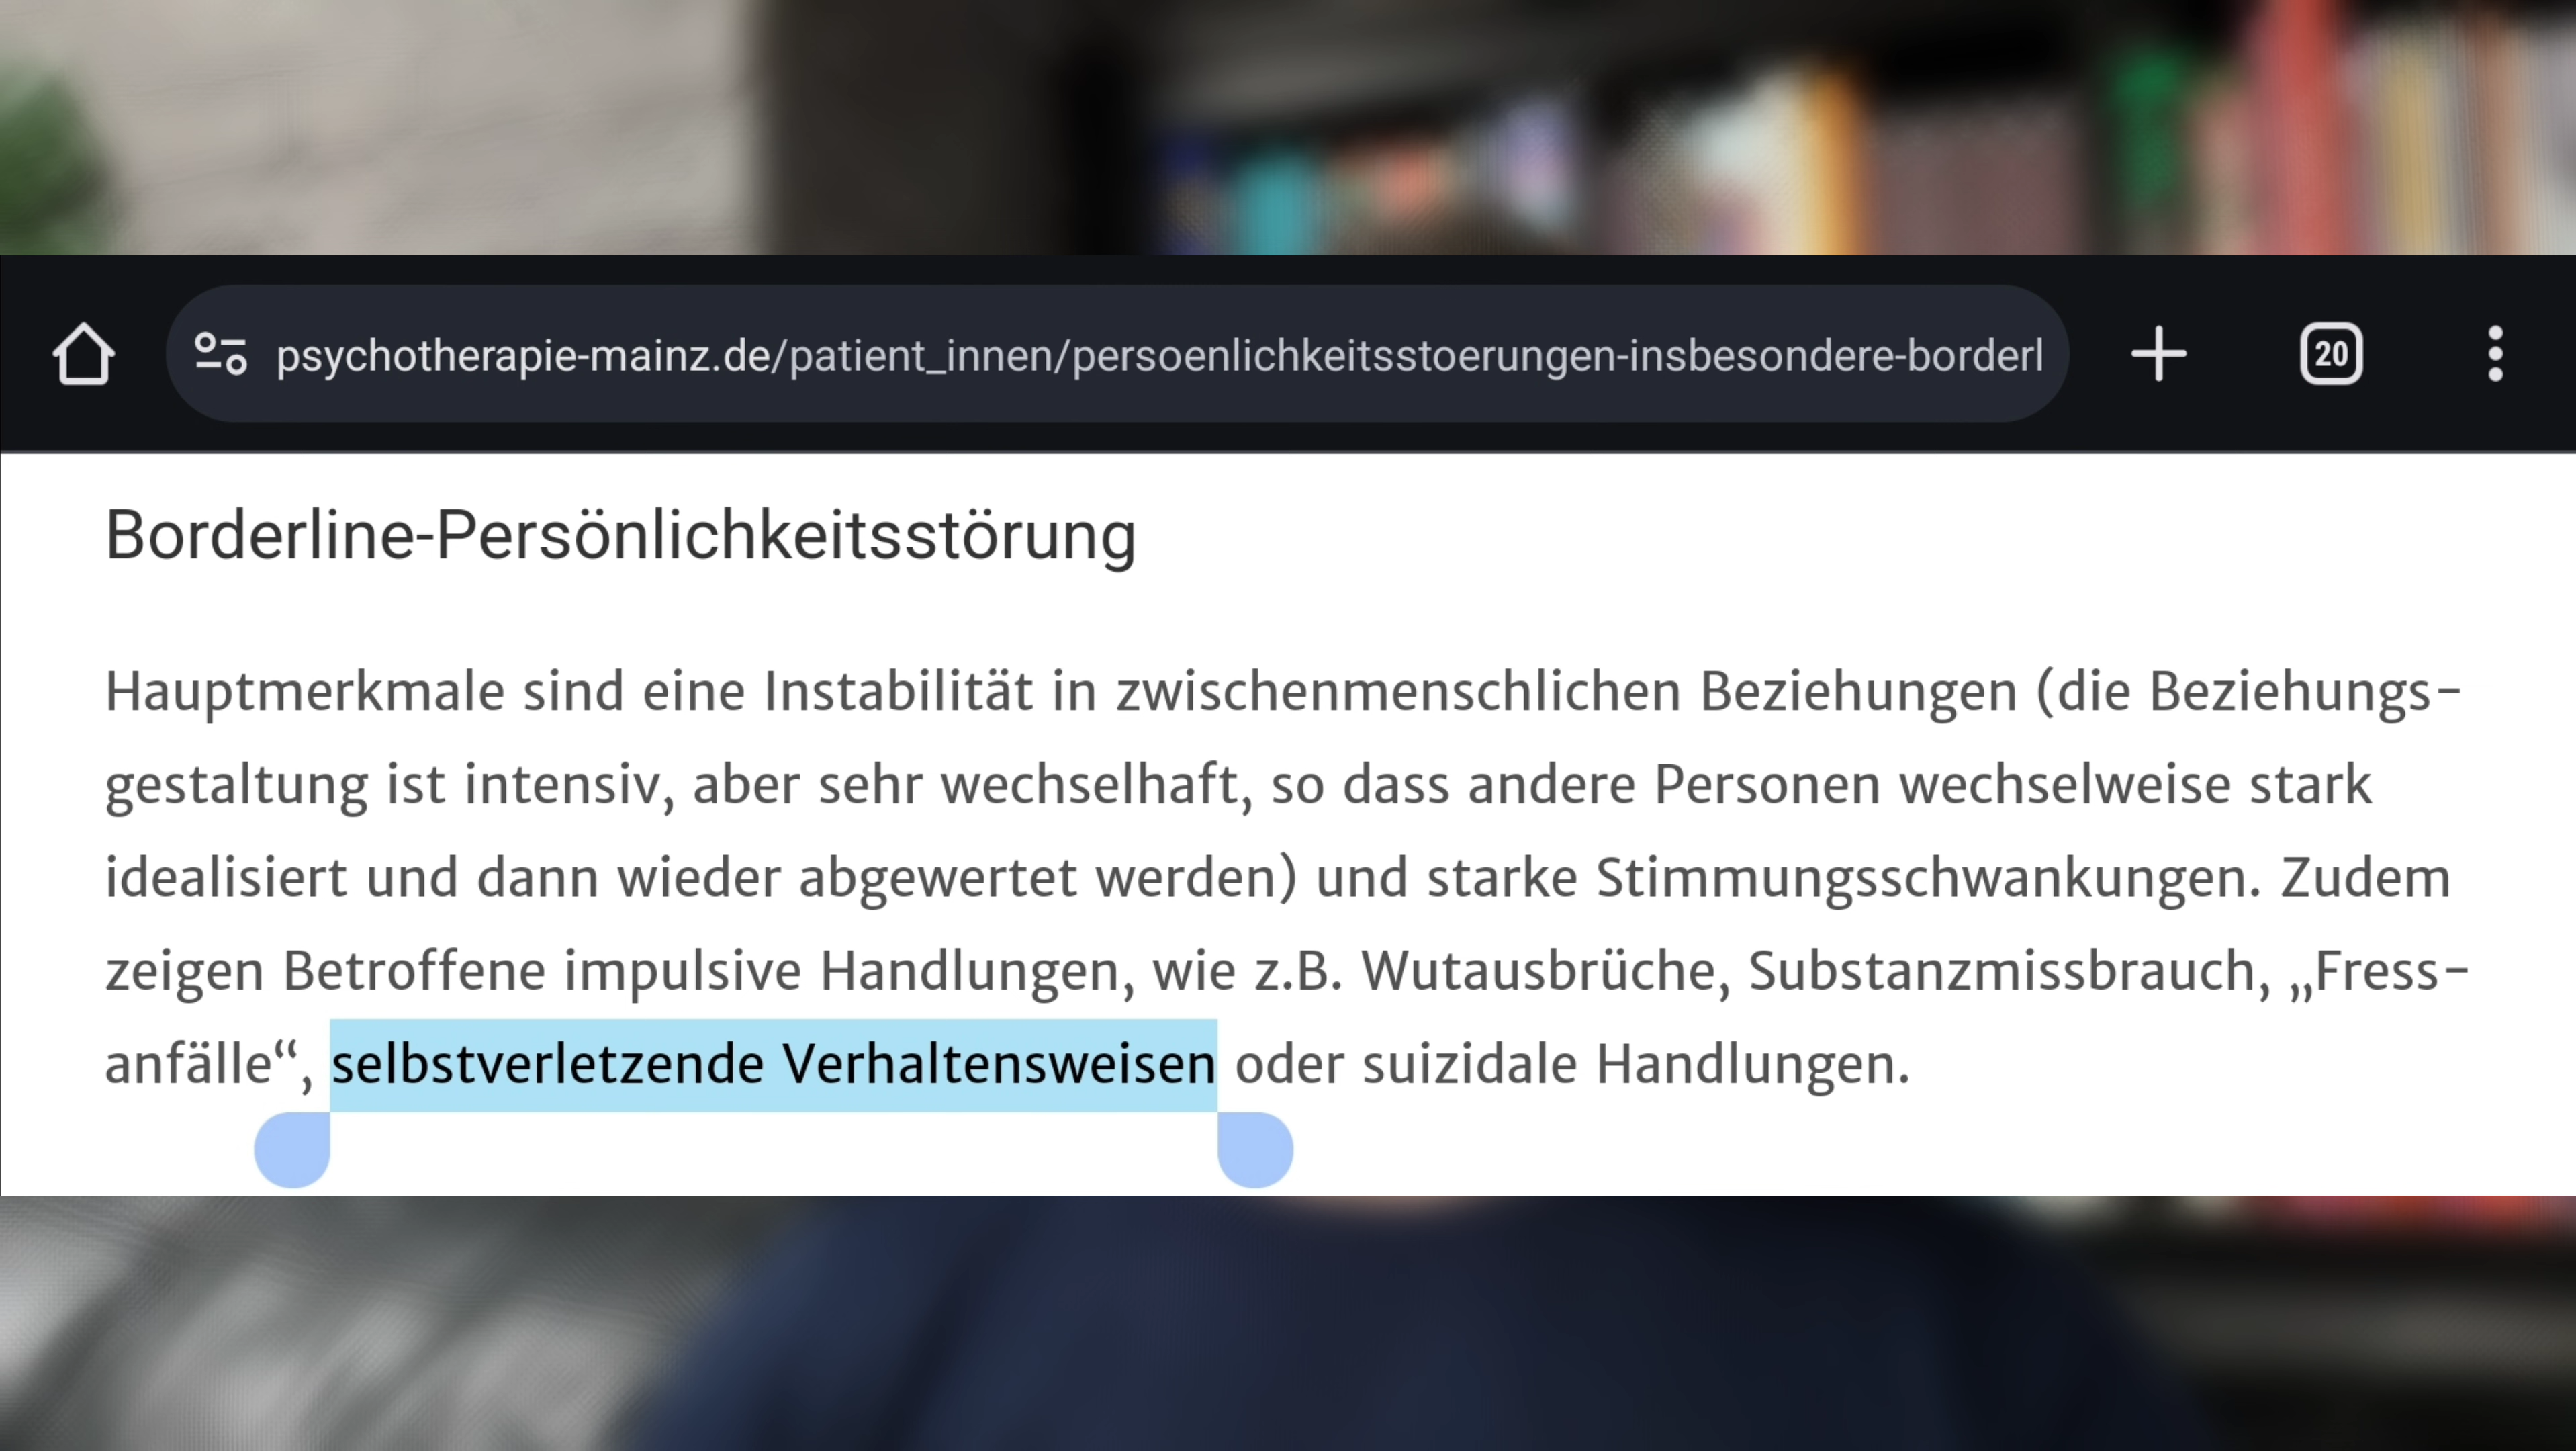 psychotherapie-mainz.de/patient_innen/persoenlichkeitsstoerungen-insbesondere-borderl
20
Borderline-Persönlichkeitsstörung
Hauptmerkmale sind eine Instabilität in zwischenmenschlichen Beziehungen (die Beziehungs-
gestaltung ist intensiv, aber sehr wechselhaft, so dass andere Personen wechselweise stark
idealisiert und dann wieder abgewertet werden) und starke Stimmungsschwankungen. Zudem
zeigen Betroffene impulsive Handlungen, wie z.B. Wutausbrüche, Substanzmissbrauch, „Fress-
anfälle“, selbstverletzende Verhaltensweisen oder suizidale Handlungen.